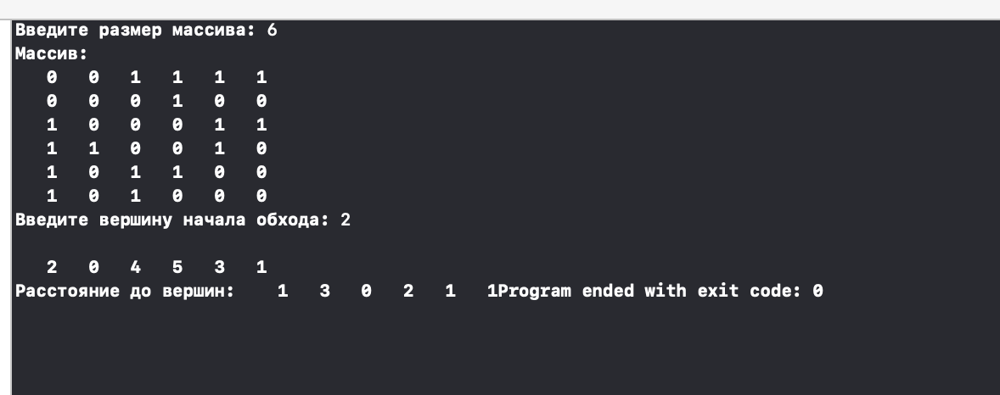 Введите размер массива: 6
Массив:
0 0 1 1 1 1
0 0 0 1 0 0
1 0 0 0 1 1
1 1 0 0 1 0
1 0 1 1 0 0
1 0 1 0 0 0
Введите вершину начала обхода: 2
2 0 4 5 3 1
Расстояние до вершин: 1 3 0 2 1 1Program ended with exit code: 0